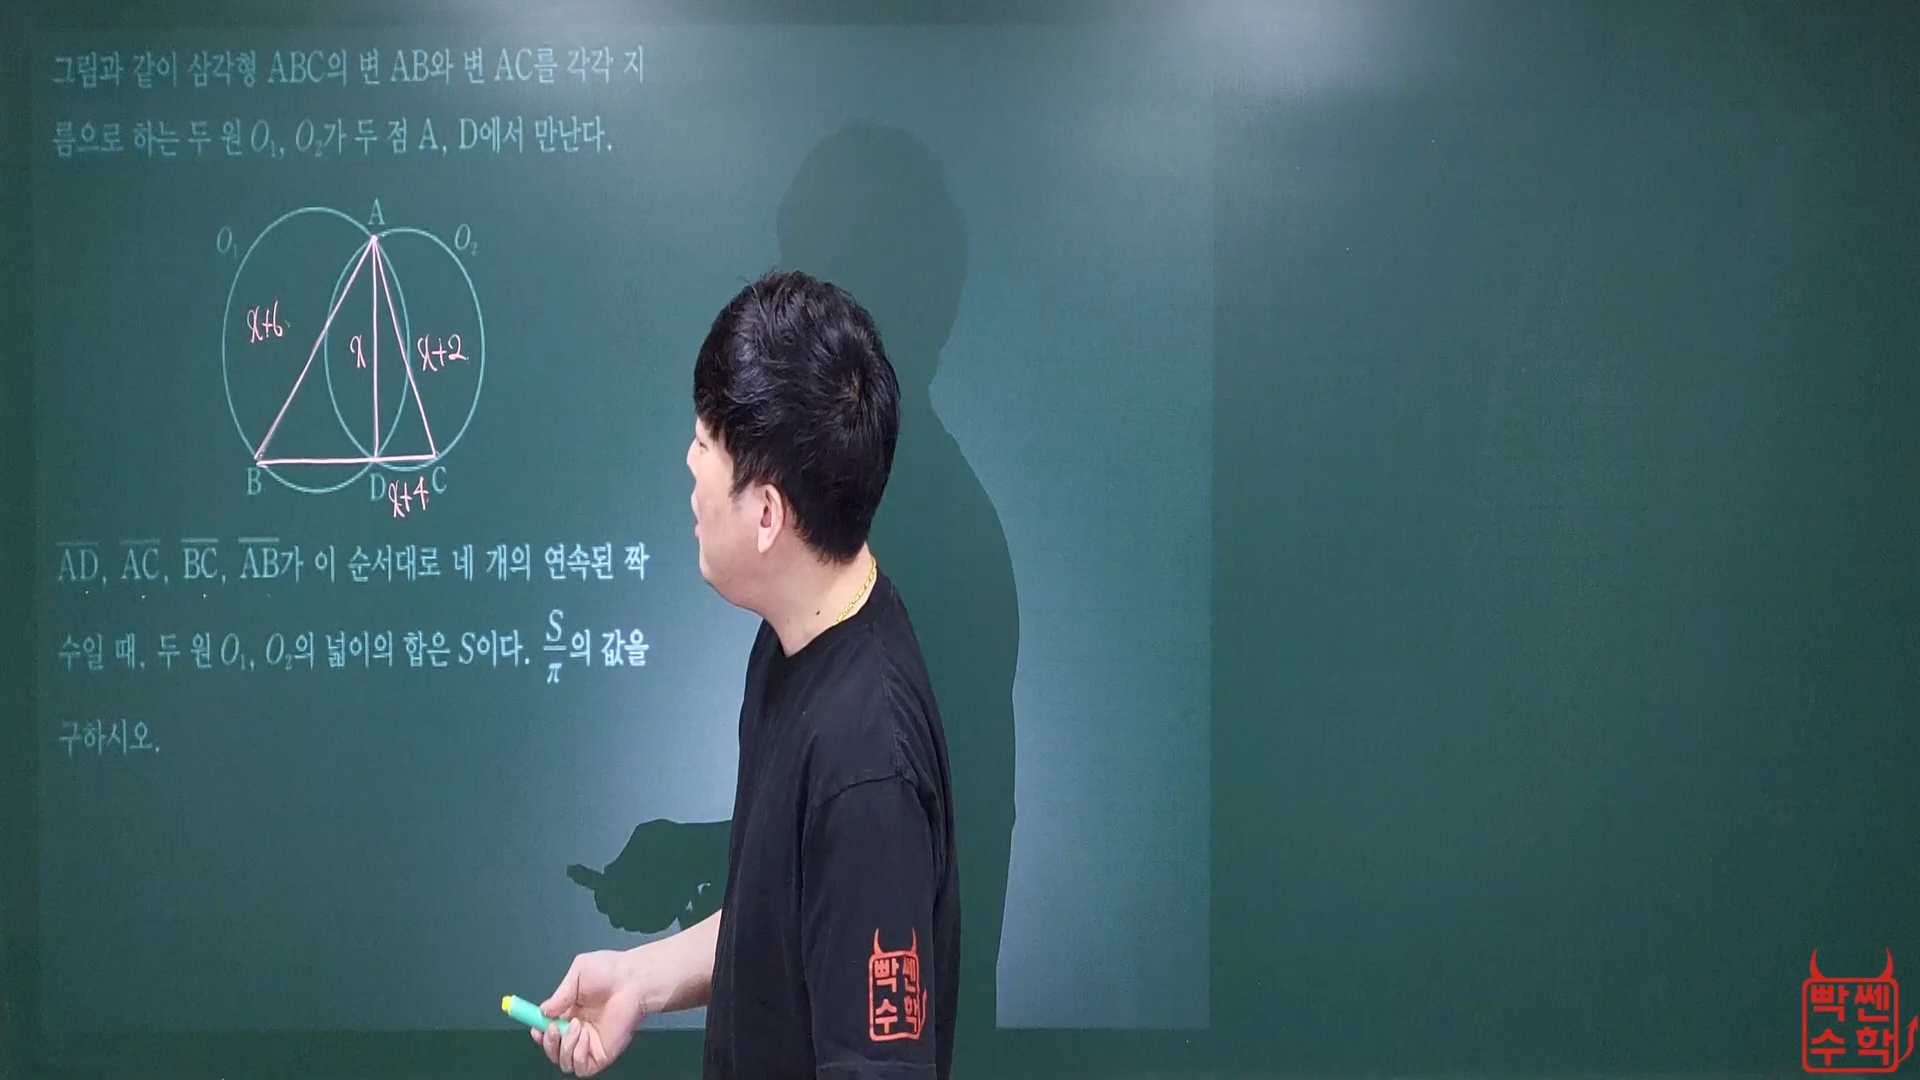 그림과 같이 삼각형 ABC의 변 AB와 변 AC를 각각 지
름으로 하는 두 원 O₁, O₂가 두 점 A, D에서 만난다.
A
O₁
O₂
x+6
x
x+2
B
D
x+4
C
AD, AC, BC, AB가 이 순서대로 네 개의 연속된 짝
수일 때, 두 원 O₁, O₂의 넓이의 합은 S이다. S/π의 값을
구하시오.
빡쎈
수학
빡쎈
수학